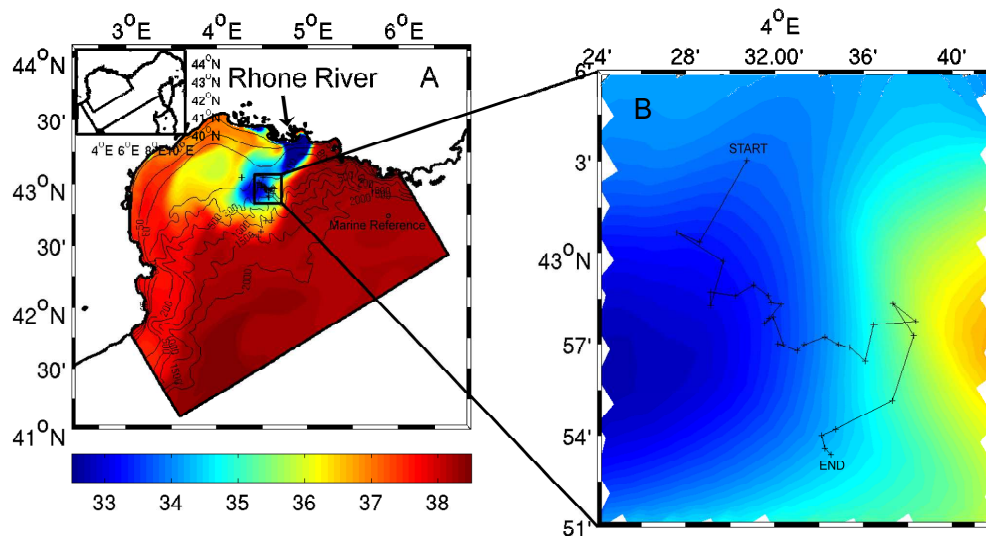 3°E 4°E 5°E 6°E
44°N
30'
43°N
30'
42°N
30'
41°N
44°N
43°N
42°N
41°N
40°N
4°E 6°E 8°E 10°E
Rhone River
A
Marine Reference
2000
2000
33 34 35 36 37 38
4°E
24' 28' 32.00' 36' 40'
6'
3'
43°N
57'
54'
51'
B
START
END